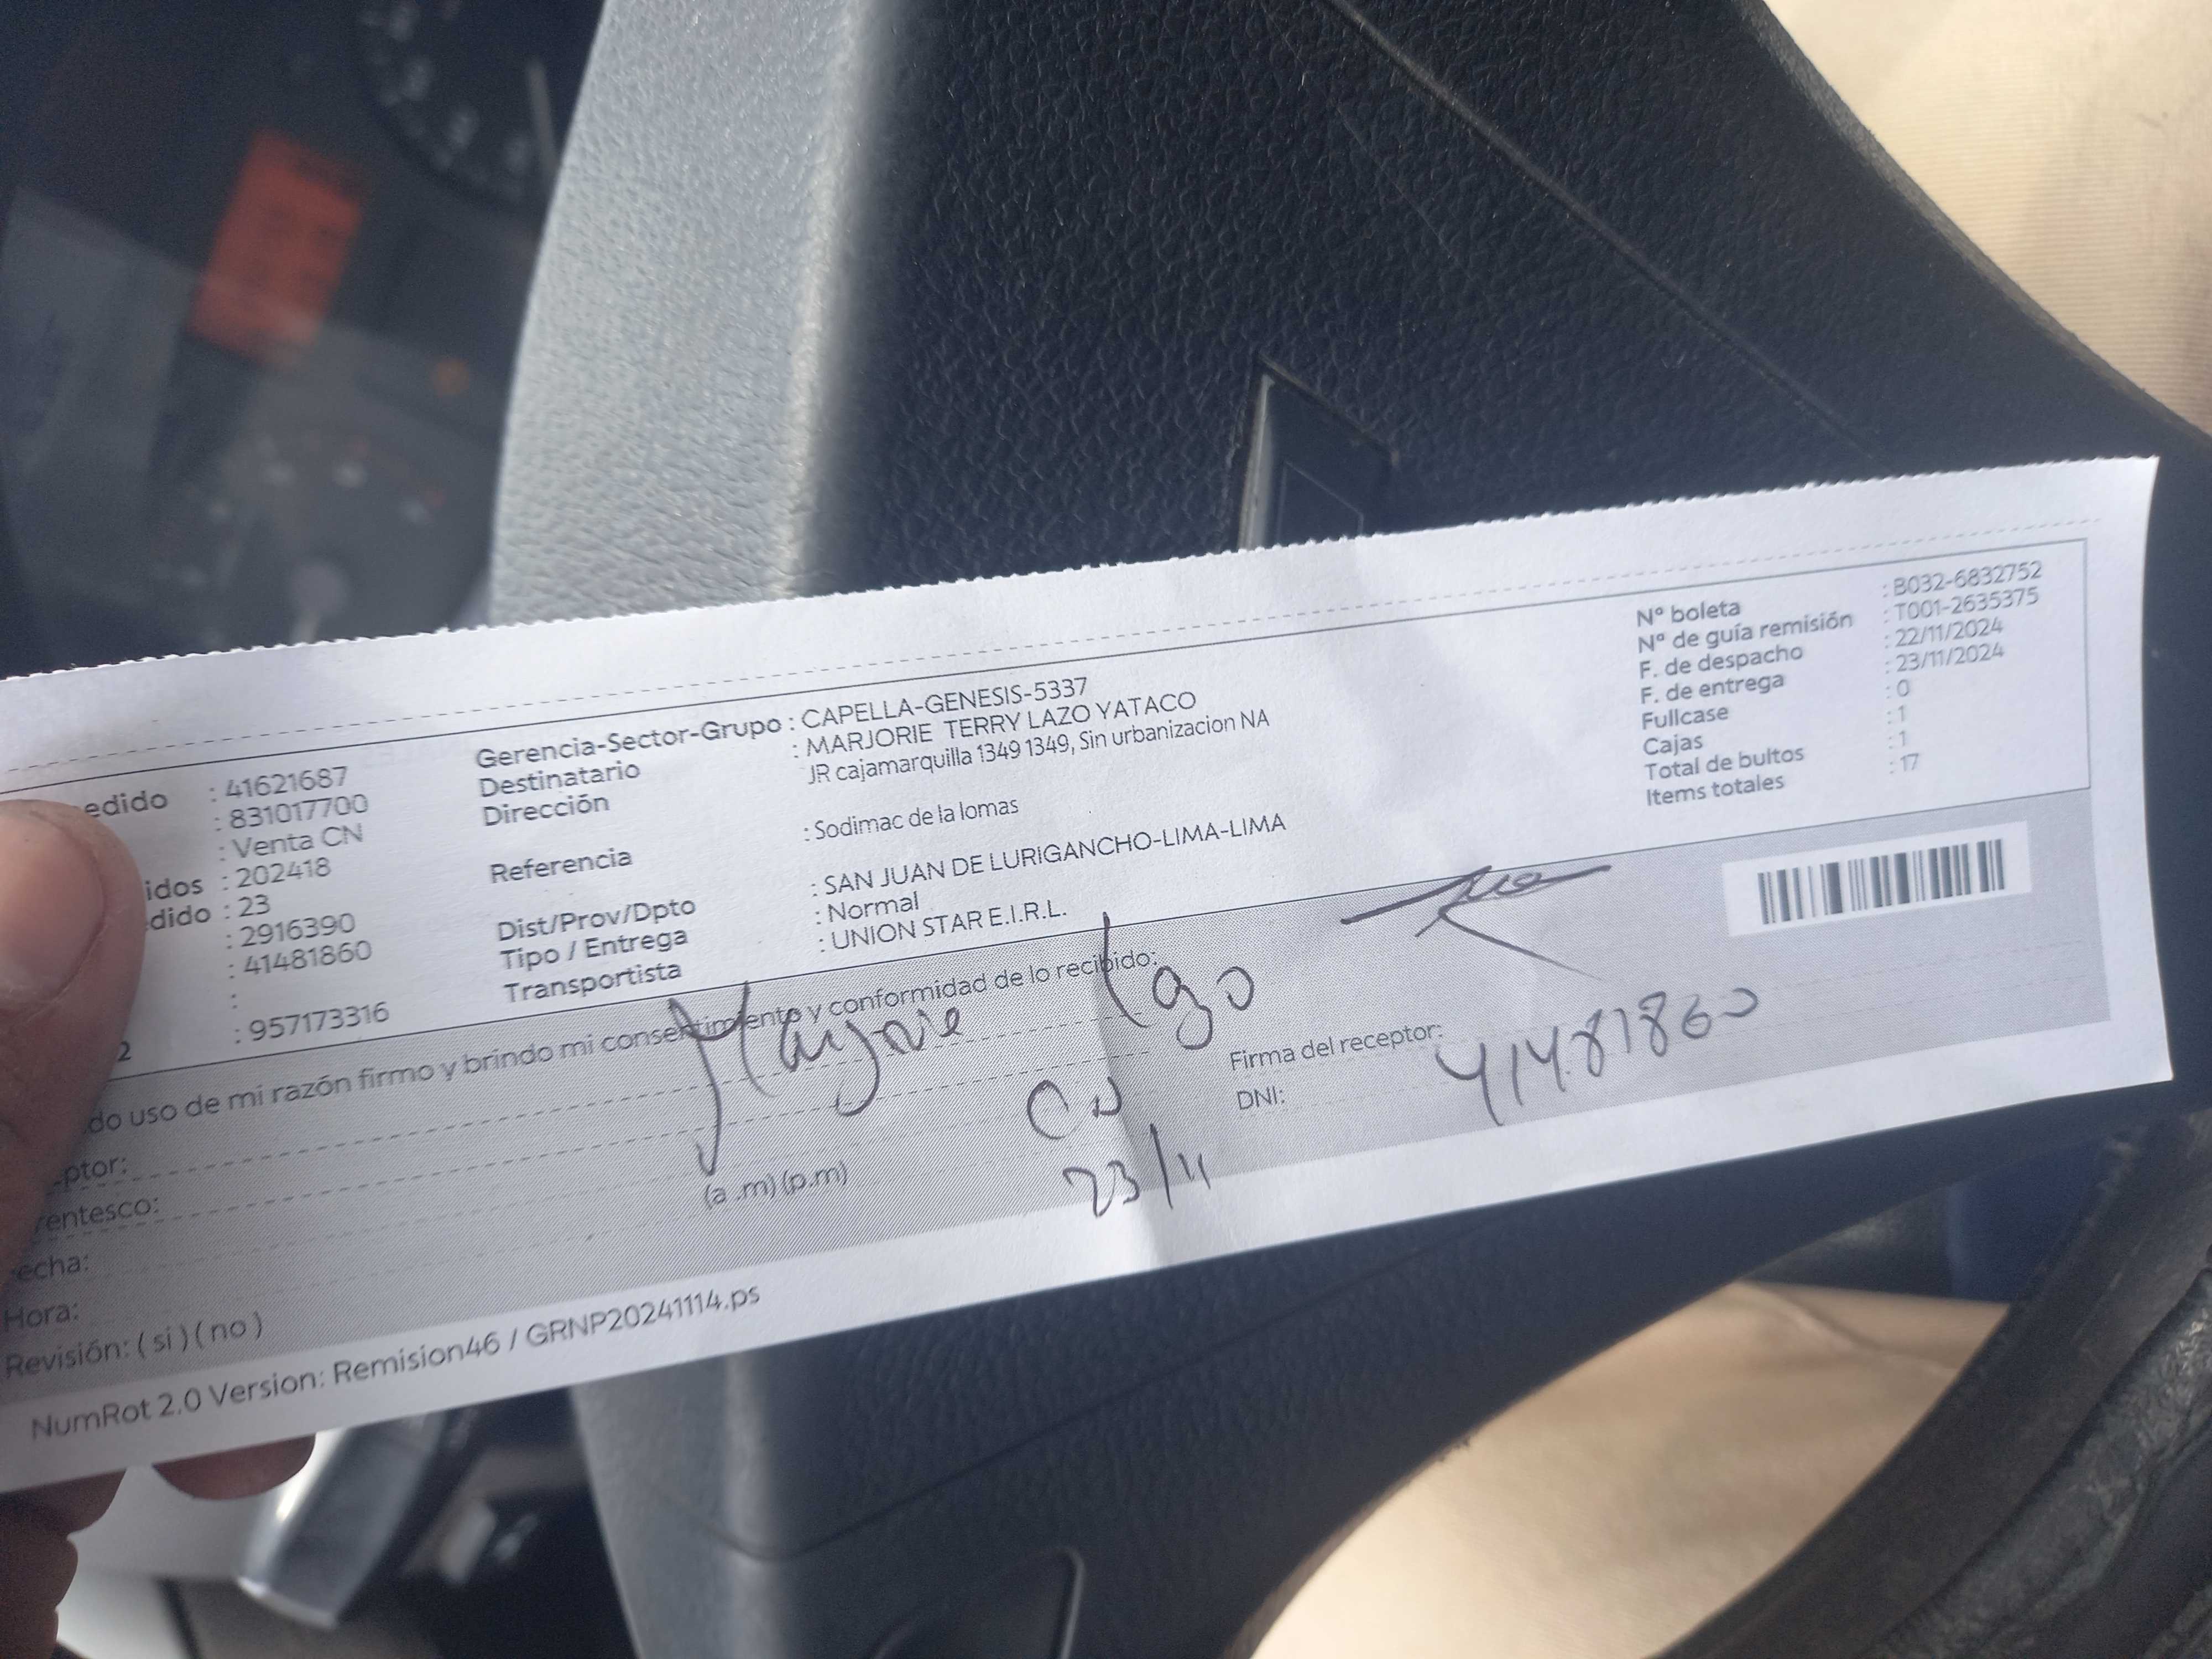 edido : 41621687
: 831017700
: Venta CN
idos : 202418
dido : 23
: 2916390
: 41481860
:
2 : 957173316
Gerencia-Sector-Grupo : CAPELLA-GENESIS-5337
Destinatario : MARJORIE TERRY LAZO YATACO
Dirección JR cajamarquilla 1349 1349, Sin urbanizacion NA
Referencia : Sodimac de la lomas
Dist/Prov/Dpto : SAN JUAN DE LURIGANCHO-LIMA-LIMA
Tipo / Entrega : Normal
Transportista : UNION STAR E.I.R.L.
Nº boleta : B032-6832752
Nº de guía remisión : T001-2635375
F. de despacho : 22/11/2024
F. de entrega : 23/11/2024
Fullcase : 0
Cajas : 1
Total de bultos : 1
Items totales : 17
do uso de mi razón firmo y brindo mi consentimiento y conformidad de lo recibido:
ptor:
rentesco:
echa: 23/11
Hora: (a .m) (p.m)
Revisión: ( si ) ( no )
Firma del receptor:
DNI: 41481860
NumRot 2.0 Version: Remision46 / GRNP20241114.ps